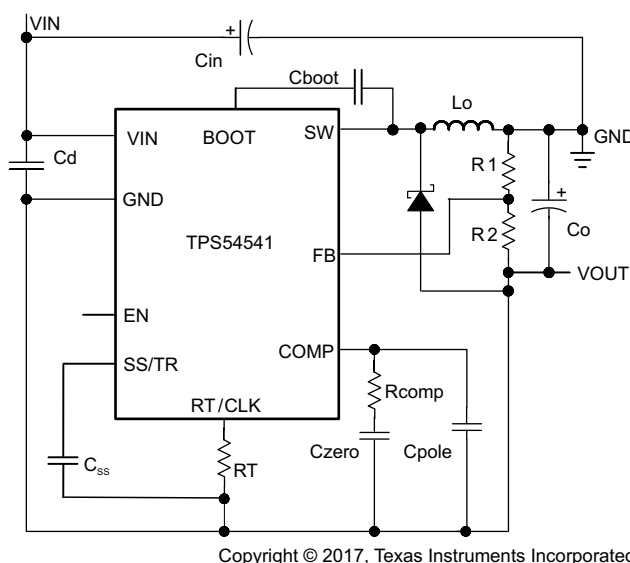 VIN
Cin
Cboot
Lo
GND
VIN
BOOT
SW
Cd
GND
R1
TPS54541
R2
Co
FB
VOUT
EN
COMP
SS/TR
Rcomp
RT/CLK
Czero
Cpole
Css
RT
Copyright © 2017, Texas Instruments Incorporated